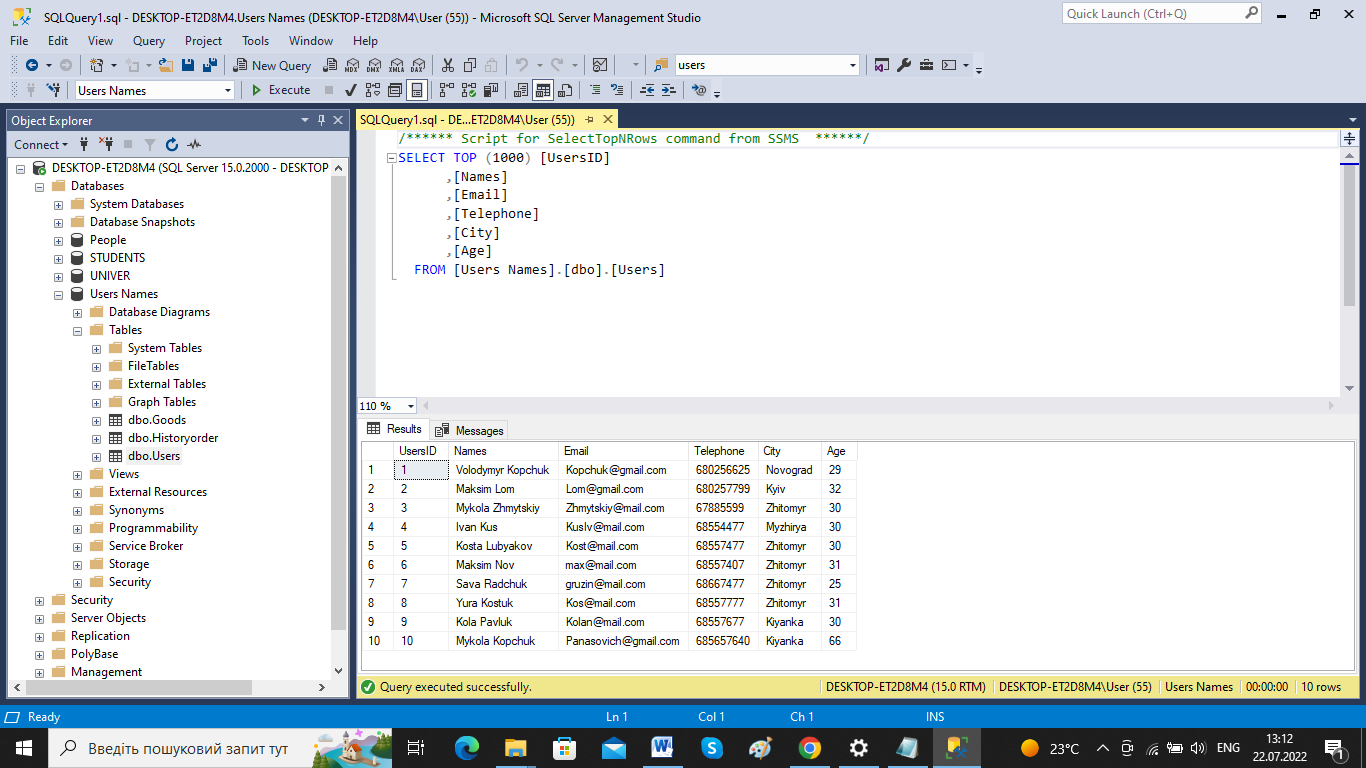 SQLQuery1.sql - DESKTOP-ET2D8M4.Users Names (DESKTOP-ET2D8M4\User (55)) - Microsoft SQL Server Management Studio
Quick Launch (Ctrl+Q)
File Edit View Query Project Tools Window Help
New Query MDX DMX XMLA DAX users
Users Names Execute
Object Explorer
Connect
DESKTOP-ET2D8M4 (SQL Server 15.0.2000 - DESKTOP
Databases
System Databases
Database Snapshots
People
STUDENTS
UNIVER
Users Names
Database Diagrams
Tables
System Tables
FileTables
External Tables
Graph Tables
dbo.Goods
dbo.Historyorder
dbo.Users
Views
External Resources
Synonyms
Programmability
Service Broker
Storage
Security
Security
Server Objects
Replication
PolyBase
Management
SQLQuery1.sql - DE...ET2D8M4\User (55))
/****** Script for SelectTopNRows command from SSMS  ******/
SELECT TOP (1000) [UsersID]
,[Names]
,[Email]
,[Telephone]
,[City]
,[Age]
FROM [Users Names].[dbo].[Users]
110 %
Results Messages
UsersID Names Email Telephone City Age
1 1 Volodymyr Kopchuk Kopchuk@gmail.com 680256625 Novograd 29
2 2 Maksim Lom Lom@gmail.com 680257799 Kyiv 32
3 3 Mykola Zhmytskiy Zhmytskiy@mail.com 67885599 Zhitomyr 30
4 4 Ivan Kus KusIv@mail.com 68554477 Myzhirya 30
5 5 Kosta Lubyakov Kost@mail.com 68557477 Zhitomyr 30
6 6 Maksim Nov max@mail.com 68557407 Zhitomyr 31
7 7 Sava Radchuk gruzin@mail.com 68667477 Zhitomyr 25
8 8 Yura Kostuk Kos@mail.com 68557777 Zhitomyr 31
9 9 Kola Pavluk Kolan@mail.com 68557677 Kiyanka 30
10 10 Mykola Kopchuk Panasovich@gmail.com 685657640 Kiyanka 66
Query executed successfully. DESKTOP-ET2D8M4 (15.0 RTM) DESKTOP-ET2D8M4\User (55) Users Names 00:00:00 10 rows
Ready Ln 1 Col 1 Ch 1 INS
Введіть пошуковий запит тут 23°C ENG 13:12
22.07.2022 1